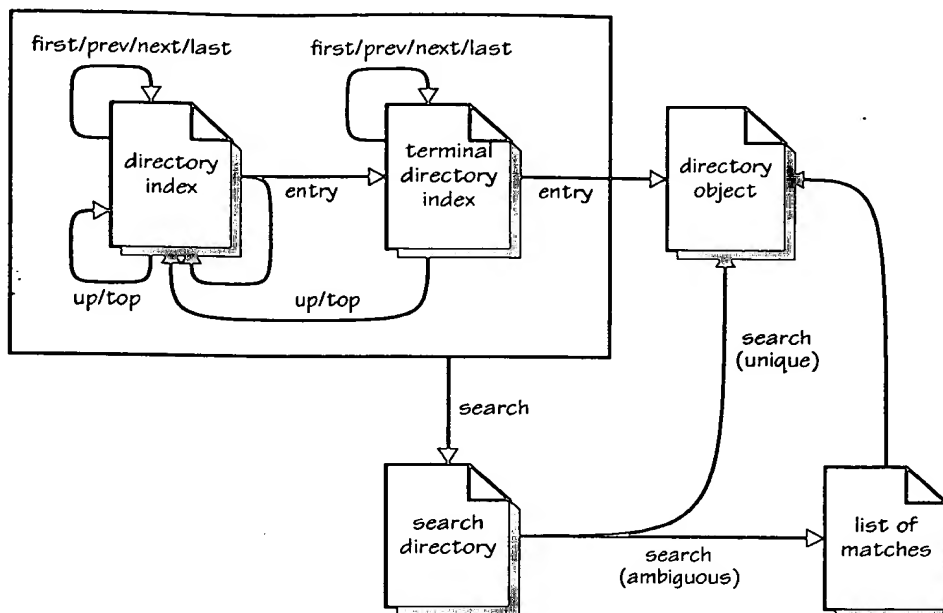 first/prev/next/last
first/prev/next/last
directory
index
entry
terminal
directory
index
entry
directory
object
up/top
up/top
search
search
(unique)
search
directory
search
(ambiguous)
list of
matches